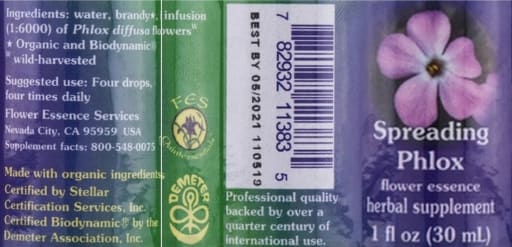 Ingredients: water, brandy*, infusion
(1:6000) of Phlox diffusa flowers w
* Organic and Biodynamic®
w wild-harvested
Suggested use: Four drops,
four times daily
Flower Essence Services
Nevada City, CA 95959 USA
Supplement facts: 800-548-0075
Made with organic ingredients
Certified by Stellar
Certification Services, Inc.
Certified Biodynamic® by the
Demeter Association, Inc.
FES
DEMETER
BEST BY 05/2021 110519
7 82932 11383 5
Professional quality
backed by over a
quarter century of
international use.
Spreading
Phlox
flower essence
herbal supplement
1 fl oz (30 mL)